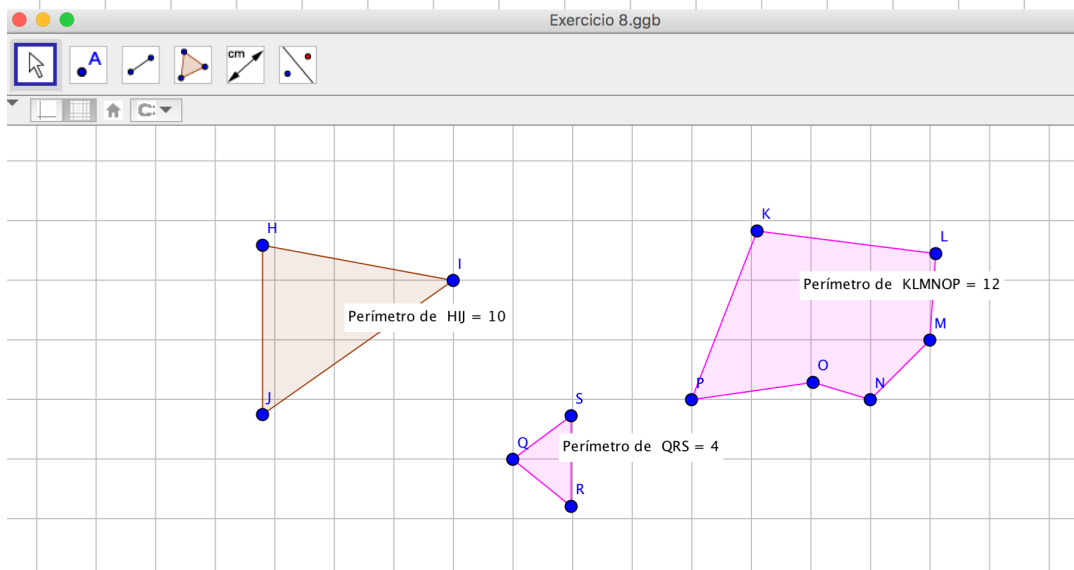 Exercicio 8.ggb
A
cm
H
I
Perímetro de HIJ = 10
J
K
L
Perímetro de KLMNOP = 12
M
O
N
P
S
Q
Perímetro de QRS = 4
R